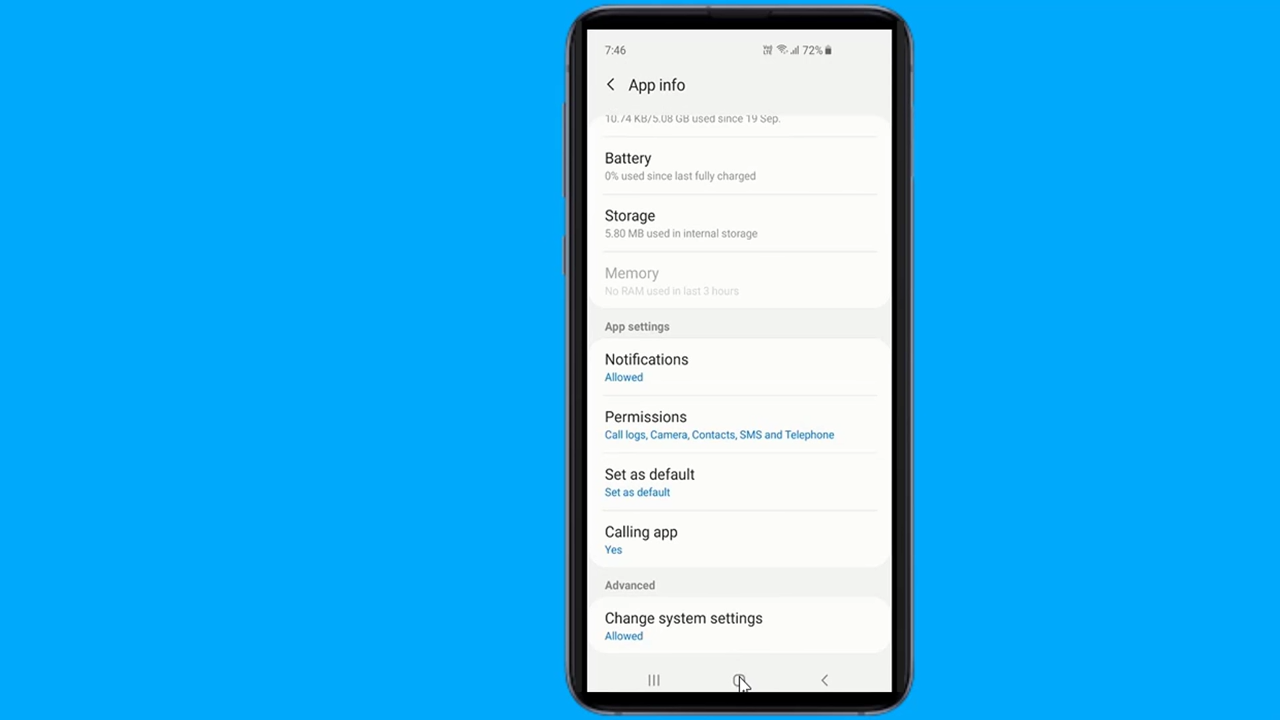 7:46
72%
App info
10.74 KB/5.08 GB used since 19 Sep.
Battery
0% used since last fully charged
Storage
5.80 MB used in internal storage
Memory
No RAM used in last 3 hours
App settings
Notifications
Allowed
Permissions
Call logs, Camera, Contacts, SMS and Telephone
Set as default
Set as default
Calling app
Yes
Advanced
Change system settings
Allowed